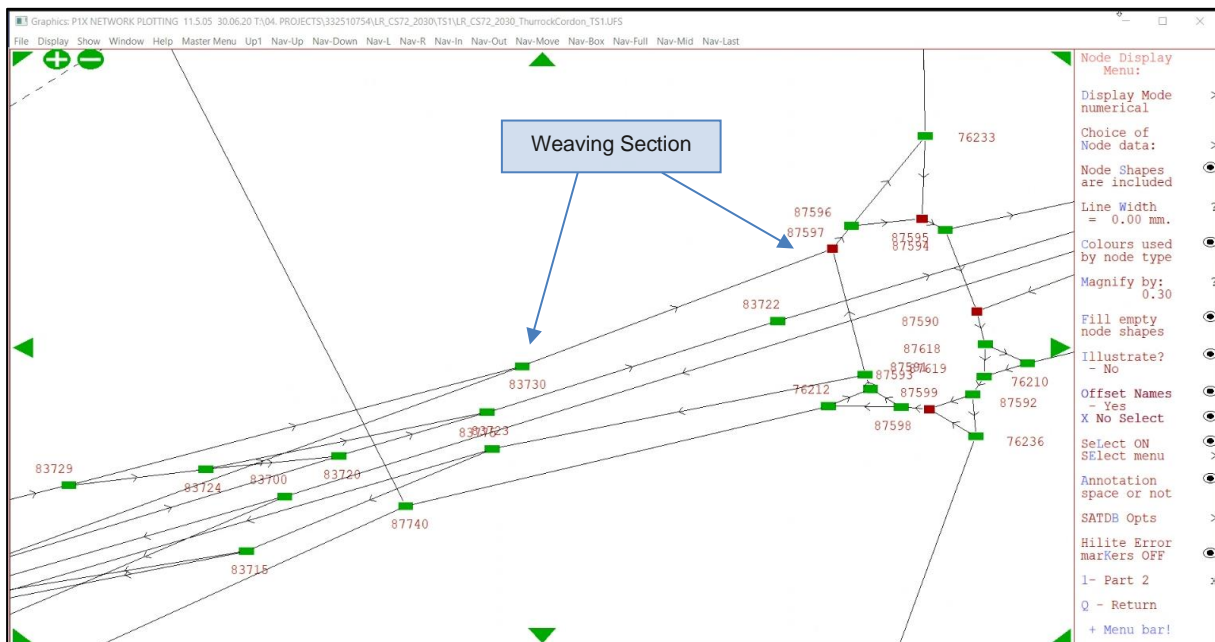 Graphics: P1X NETWORK PLOTTING 11.5.05 30.06.20 T:\04. PROJECTS\332510754\LR_CS72_2030\TS1\LR_CS72_2030_ThurrockCordon_TS1.UFS
File Display Show Window Help Master Menu Up1 Nav-Up Nav-Down Nav-L Nav-R Nav-In Nav-Out Nav-Move Nav-Box Nav-Full Nav-Mid Nav-Last
Weaving Section
76233
87596
87597
87595
87594
83722
87590
87618
87619
83730
87593
76210
76212
87599
87592
83723
87598
76236
83729
83724
83700
83720
87740
83715
Node Display
Menu:
Display Mode >
numerical
Choice of
Node data: >
Node Shapes
are included
Line Width ?
= 0.00 mm.
Colours used
by node type
Magnify by: ?
0.30
Fill empty
node shapes
Illustrate?
- No
Offset Names
- Yes
X No Select
SeLect ON
SElect menu >
Annotation
space or not
SATDB Opts >
Hilite Error
marKers OFF
1- Part 2
Q - Return
+ Menu bar!